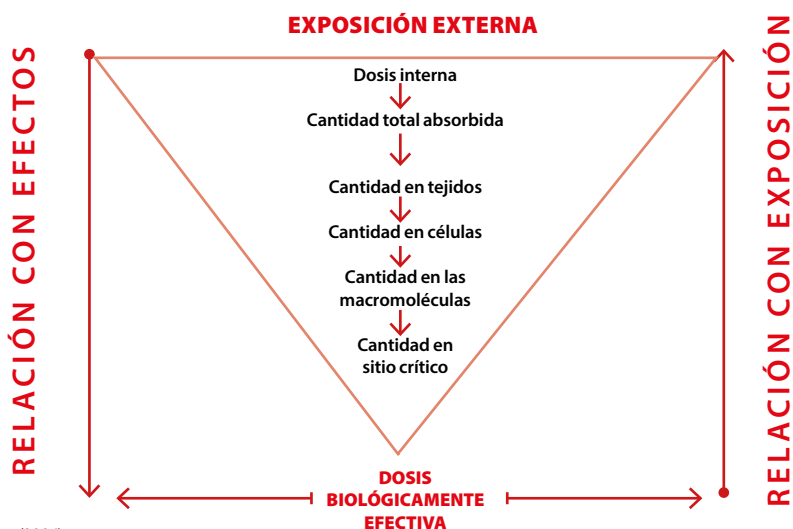 EXPOSICIÓN EXTERNA
RELACIÓN CON EFECTOS
Dosis interna
Cantidad total absorbida
Cantidad en tejidos
Cantidad en células
Cantidad en las
macromoléculas
Cantidad en
sitio crítico
RELACIÓN CON EXPOSICIÓN
DOSIS
BIOLÓGICAMENTE
EFECTIVA